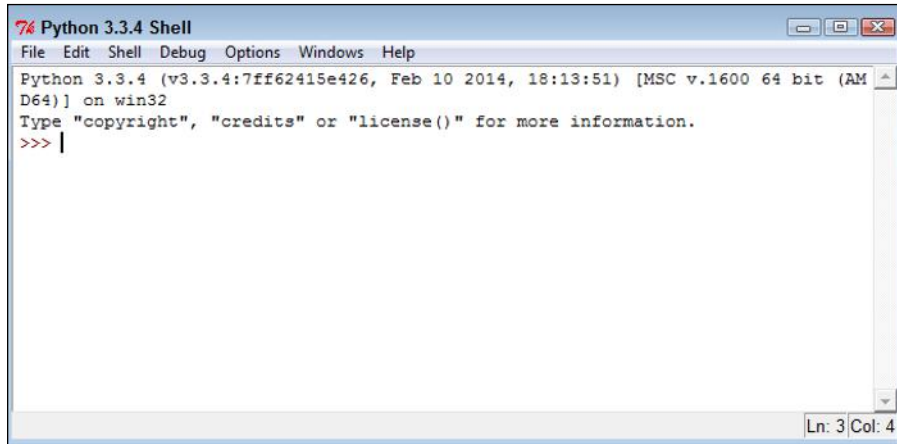 Python 3.3.4 Shell
File Edit Shell Debug Options Windows Help
Python 3.3.4 (v3.3.4:7ff62415e426, Feb 10 2014, 18:13:51) [MSC v.1600 64 bit (AM
D64)] on win32
Type "copyright", "credits" or "license()" for more information.
>>>
Ln: 3 Col: 4